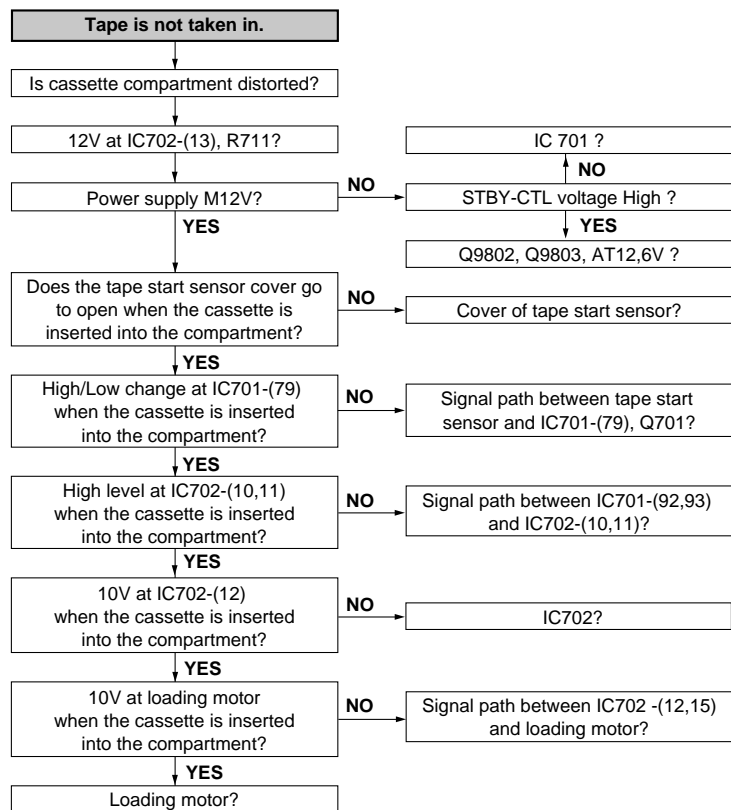 Tape is not taken in.
Is cassette compartment distorted?
12V at IC702-(13), R711?
IC 701 ?
NO
Power supply M12V?
NO
STBY-CTL voltage High ?
YES
YES
Q9802, Q9803, AT12,6V ?
Does the tape start sensor cover go
to open when the cassette is
inserted into the compartment?
NO
Cover of tape start sensor?
YES
High/Low change at IC701-(79)
when the cassette is inserted
into the compartment?
NO
Signal path between tape start
sensor and IC701-(79), Q701?
YES
High level at IC702-(10,11)
when the cassette is inserted
into the compartment?
NO
Signal path between IC701-(92,93)
and IC702-(10,11)?
YES
10V at IC702-(12)
when the cassette is inserted
into the compartment?
NO
IC702?
YES
10V at loading motor
when the cassette is inserted
into the compartment?
NO
Signal path between IC702 -(12,15)
and loading motor?
YES
Loading motor?